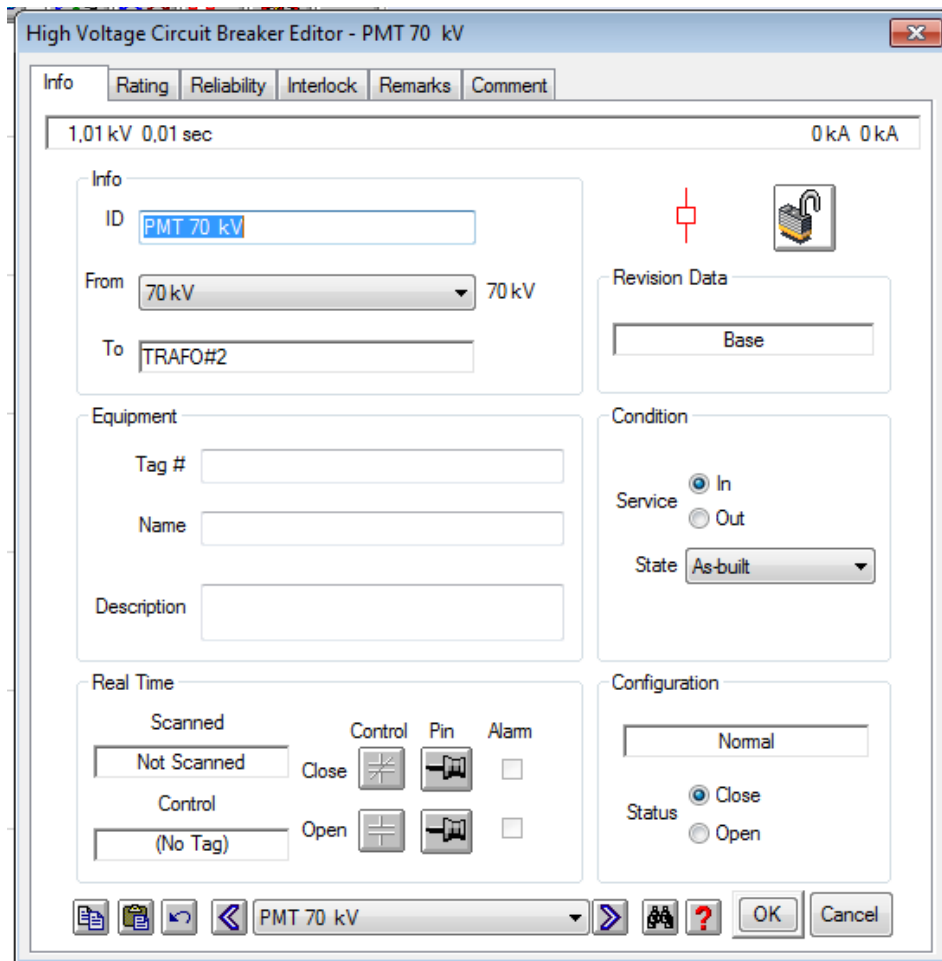 High Voltage Circuit Breaker Editor - PMT 70 kV
Info Rating Reliability Interlock Remarks Comment
1,01 kV 0,01 sec 0 kA 0 kA
Info
ID PMT 70 kV
From 70 kV 70 kV
To TRAFO#2
Revision Data
Base
Equipment
Tag #
Name
Description
Condition
Service In
Out
State As-built
Real Time
Scanned
Not Scanned
Control
(No Tag)
Control Pin Alarm
Close
Open
Configuration
Normal
Status Close
Open
PMT 70 kV ? OK Cancel